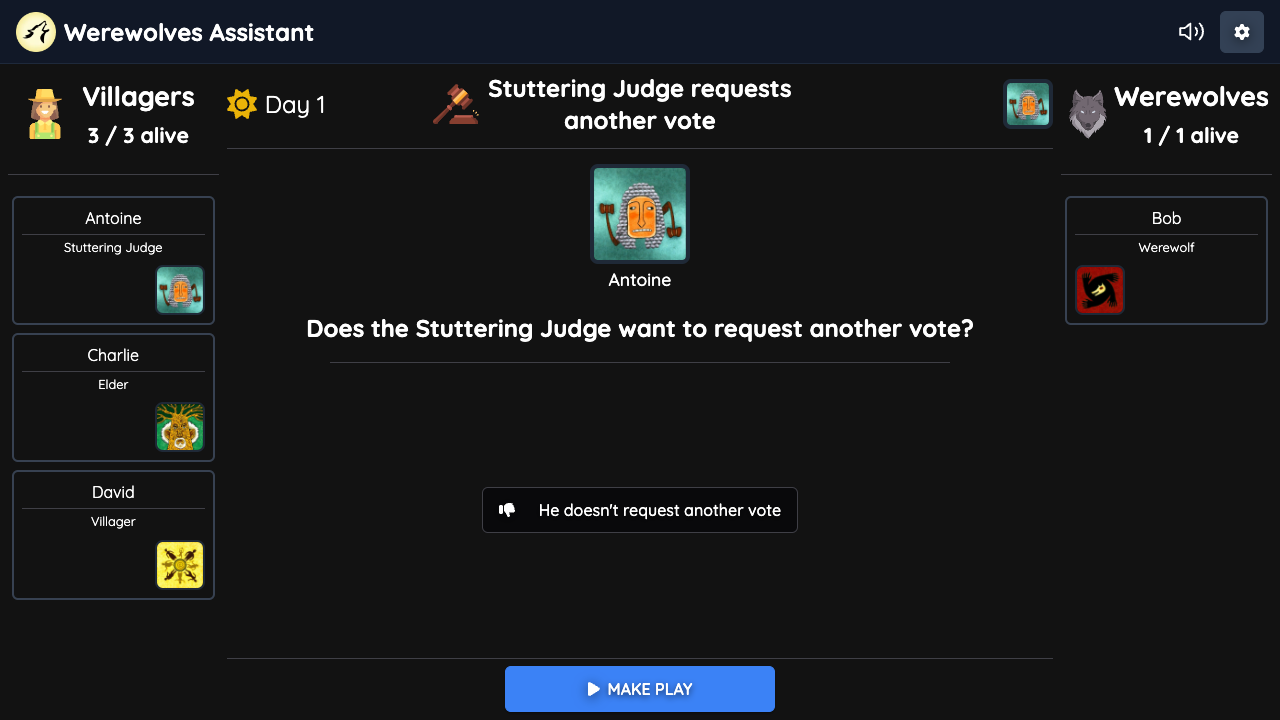 Werewolves Assistant
Villagers
3 / 3 alive
Day 1
Stuttering Judge requests
another vote
Werewolves
1 / 1 alive
Antoine
Stuttering Judge
Charlie
Elder
David
Villager
Antoine
Does the Stuttering Judge want to request another vote?
He doesn't request another vote
MAKE PLAY
Bob
Werewolf